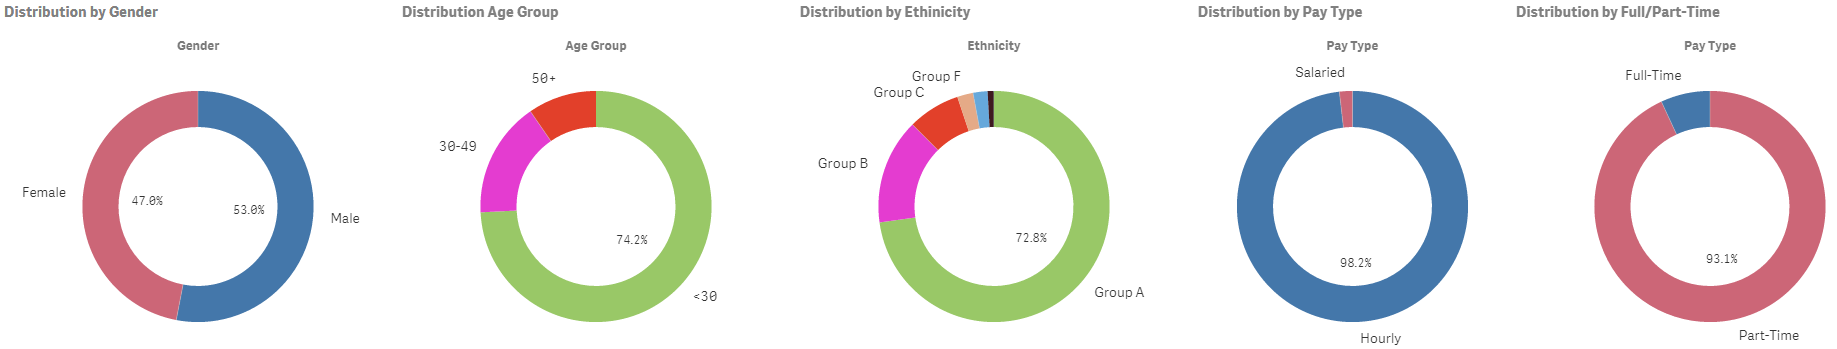 Distribution by Gender
Gender
Female
47.0%
53.0%
Male
Distribution Age Group
Age Group
50+
30-49
74.2%
<30
Distribution by Ethinicity
Ethnicity
Group F
Group C
Group B
72.8%
Group A
Distribution by Pay Type
Pay Type
Salaried
98.2%
Hourly
Distribution by Full/Part-Time
Pay Type
Full-Time
93.1%
Part-Time